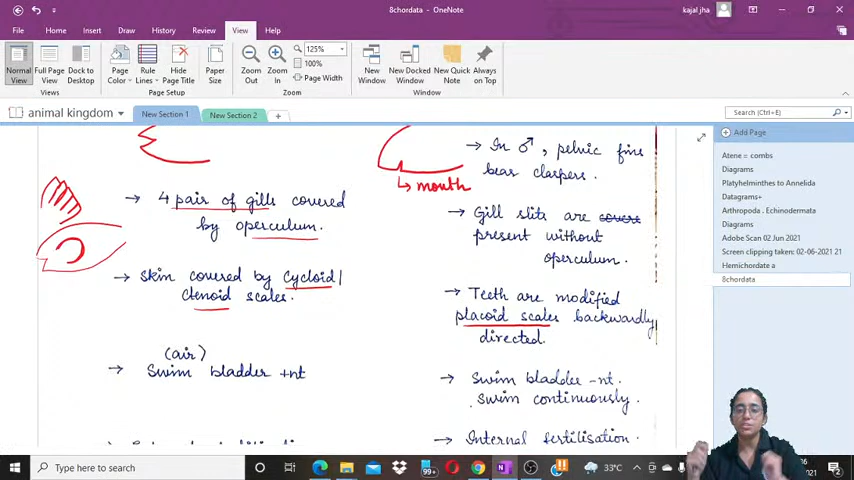 8chordata - OneNote
kajal jha
File Home Insert Draw History Review View Help
125%
100%
Page Width
Normal View
Full Page View
Dock to Desktop
Page Color
Rule Lines
Hide Page Title
Paper Size
Zoom Out
Zoom In
New Window
New Docked Window
New Quick Note
Always on Top
Views
Page Setup
Zoom
Window
animal kingdom
New Section 1
New Section 2
+
Search (Ctrl+E)
Add Page
Atene = combs
Diagrams
Platyhelminthes to Annelida
Datagrams+
Arthropoda . Echinodermata
Diagrams
Adobe Scan 02 Jun 2021
Screen clipping taken: 02-06-2021 21
Hemichordate a
8chordata
→ 4 pair of gills covered
by operculum.
→ Skin covered by cycloid/
ctenoid scales.
(air)
→ Swim bladder +nt
→ In ♂, pelvic fins
bear claspers.
↳ mouth
→ Gill slits are covere
present without
operculum.
→ Teeth are modified
placoid scales backwardly
directed.
→ Swim bladder -nt.
swim continuously.
→ Internal fertilisation.
Type here to search
99+
33°C
2